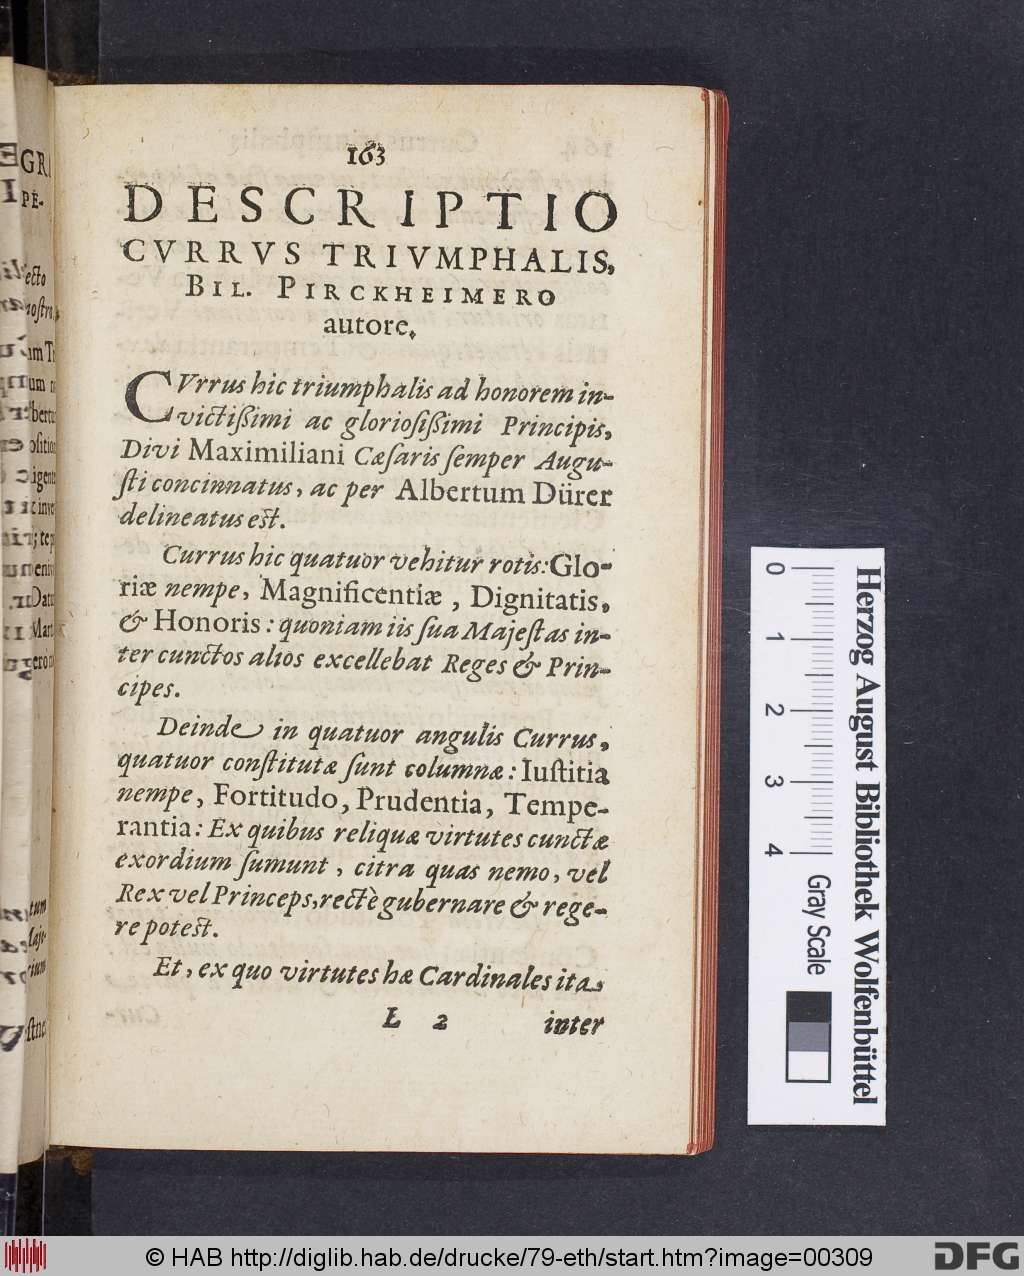 163
DESCRIPTIO
CVRRVS TRIVMPHALIS,
BIL. PIRCKHEIMERO
autore.
CVrrus hic triumphalis ad honorem in-
victißimi ac glorioſißimi Principis,
Divi Maximiliani Cæſaris ſemper Augu-
ſti concinnatus, ac per Albertum Dürer
delineatus est.
Currus hic quatuor vehitur rotis: Glo-
riæ nempe, Magnificentiæ, Dignitatis,
& Honoris: quoniam iis ſua Majeſtas in-
ter cunctos alios excellebat Reges & Prin-
cipes.
Deinde in quatuor angulis Currus,
quatuor conſtitutæ ſunt columnæ: Iuſtitia
nempe, Fortitudo, Prudentia, Tempe-
rantia: Ex quibus reliquæ virtutes cunctæ
exordium ſumunt, citra quas nemo, vel
Rex vel Princeps, rectè gubernare & rege-
re potest.
Et, ex quo virtutes hæ Cardinales ita
L 2 inter
Herzog August Bibliothek Wolfenbüttel
0 1 2 3 4 Gray Scale
© HAB http://diglib.hab.de/drucke/79-eth/start.htm?image=00309
DFG